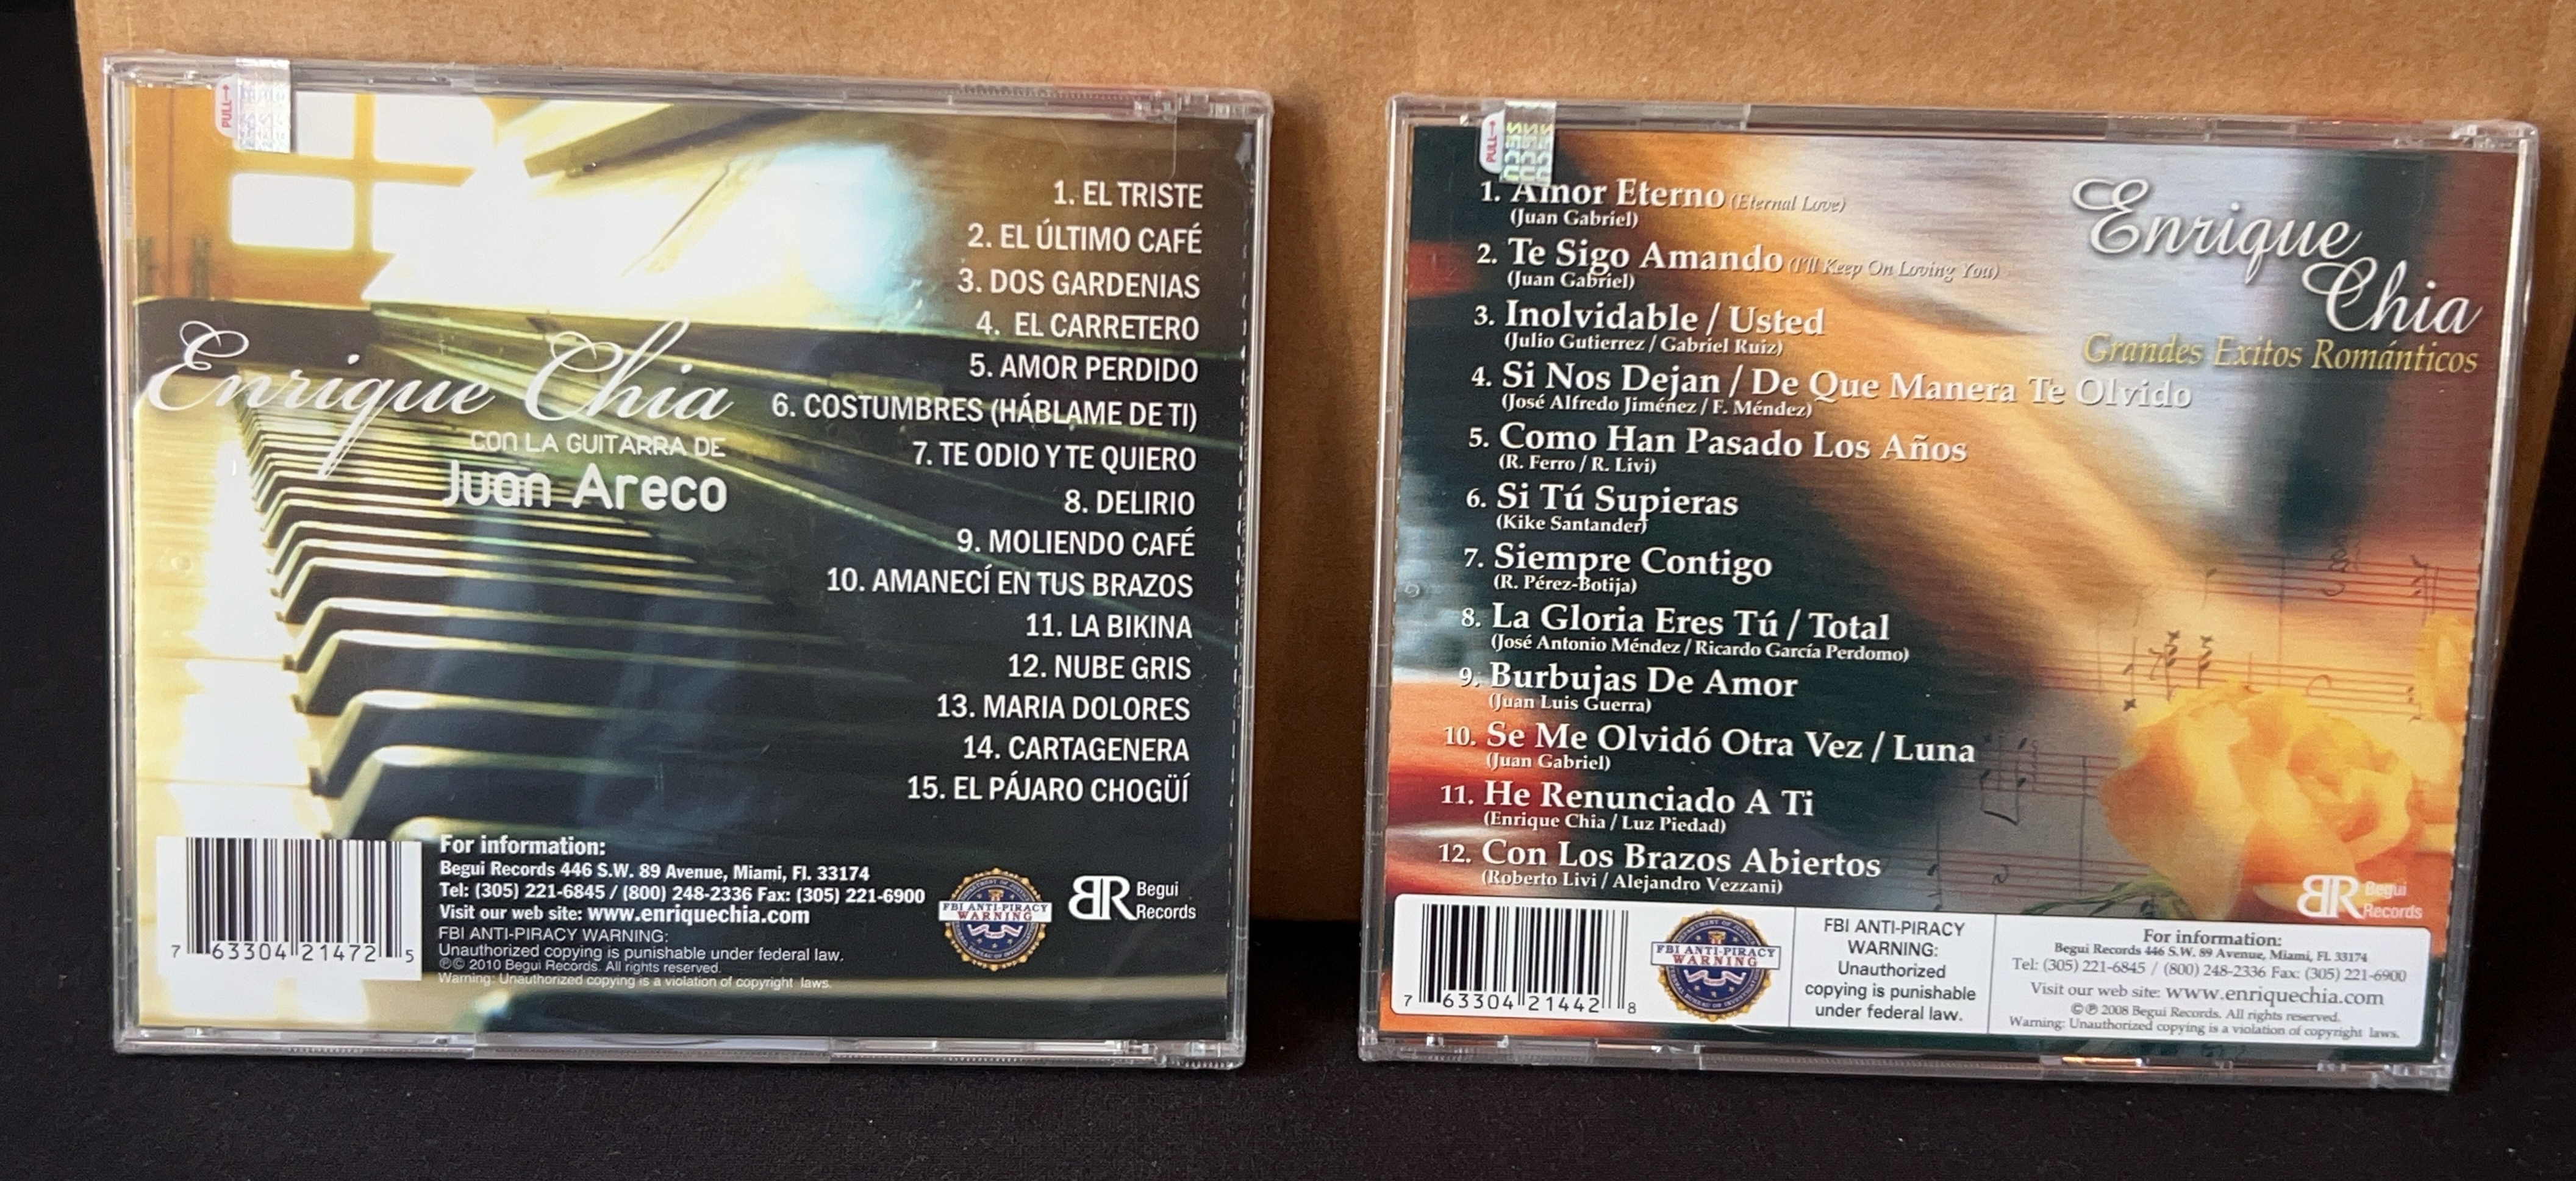 PULL→
1. EL TRISTE
2. EL ÚLTIMO CAFÉ
3. DOS GARDENIAS
4. EL CARRETERO
5. AMOR PERDIDO
6. COSTUMBRES (HÁBLAME DE TI)
7. TE ODIO Y TE QUIERO
8. DELIRIO
9. MOLIENDO CAFÉ
10. AMANECÍ EN TUS BRAZOS
11. LA BIKINA
12. NUBE GRIS
13. MARIA DOLORES
14. CARTAGENERA
15. EL PÁJARO CHOGÜÍ
Enrique Chia
CON LA GUITARRA DE
Juan Areco
7 63304 21472 5
For information:
Begui Records 446 S.W. 89 Avenue, Miami, Fl. 33174
Tel: (305) 221-6845 / (800) 248-2336 Fax: (305) 221-6900
Visit our web site: www.enriquechia.com
FBI ANTI-PIRACY WARNING:
Unauthorized copying is punishable under federal law.
℗© 2010 Begui Records. All rights reserved.
Warning: Unauthorized copying is a violation of copyright laws.
FBI ANTI-PIRACY
WARNING
BR Begui
Records
PULL→
1. Amor Eterno (Eternal Love)
(Juan Gabriel)
2. Te Sigo Amando (I'll Keep On Loving You)
(Juan Gabriel)
3. Inolvidable / Usted
(Julio Gutierrez / Gabriel Ruiz)
4. Si Nos Dejan / De Que Manera Te Olvido
(José Alfredo Jiménez / F. Méndez)
5. Como Han Pasado Los Años
(R. Ferro / R. Livi)
6. Si Tú Supieras
(Kike Santander)
7. Siempre Contigo
(R. Pérez-Botija)
8. La Gloria Eres Tú / Total
(José Antonio Méndez / Ricardo García Perdomo)
9. Burbujas De Amor
(Juan Luis Guerra)
10. Se Me Olvidó Otra Vez / Luna
(Juan Gabriel)
11. He Renunciado A Ti
(Enrique Chia / Luz Piedad)
12. Con Los Brazos Abiertos
(Roberto Livi / Alejandro Vezzani)
Enrique
Chia
Grandes Exitos Románticos
BR Begui
Records
7 63304 21442 8
FBI ANTI-PIRACY
WARNING
FBI ANTI-PIRACY
WARNING:
Unauthorized
copying is punishable
under federal law.
For information:
Begui Records 446 S.W. 89 Avenue, Miami, FL 33174
Tel: (305) 221-6845 / (800) 248-2336 Fax: (305) 221-6900
Visit our web site: www.enriquechia.com
©℗ 2008 Begui Records. All rights reserved.
Warning: Unauthorized copying is a violation of copyright laws.